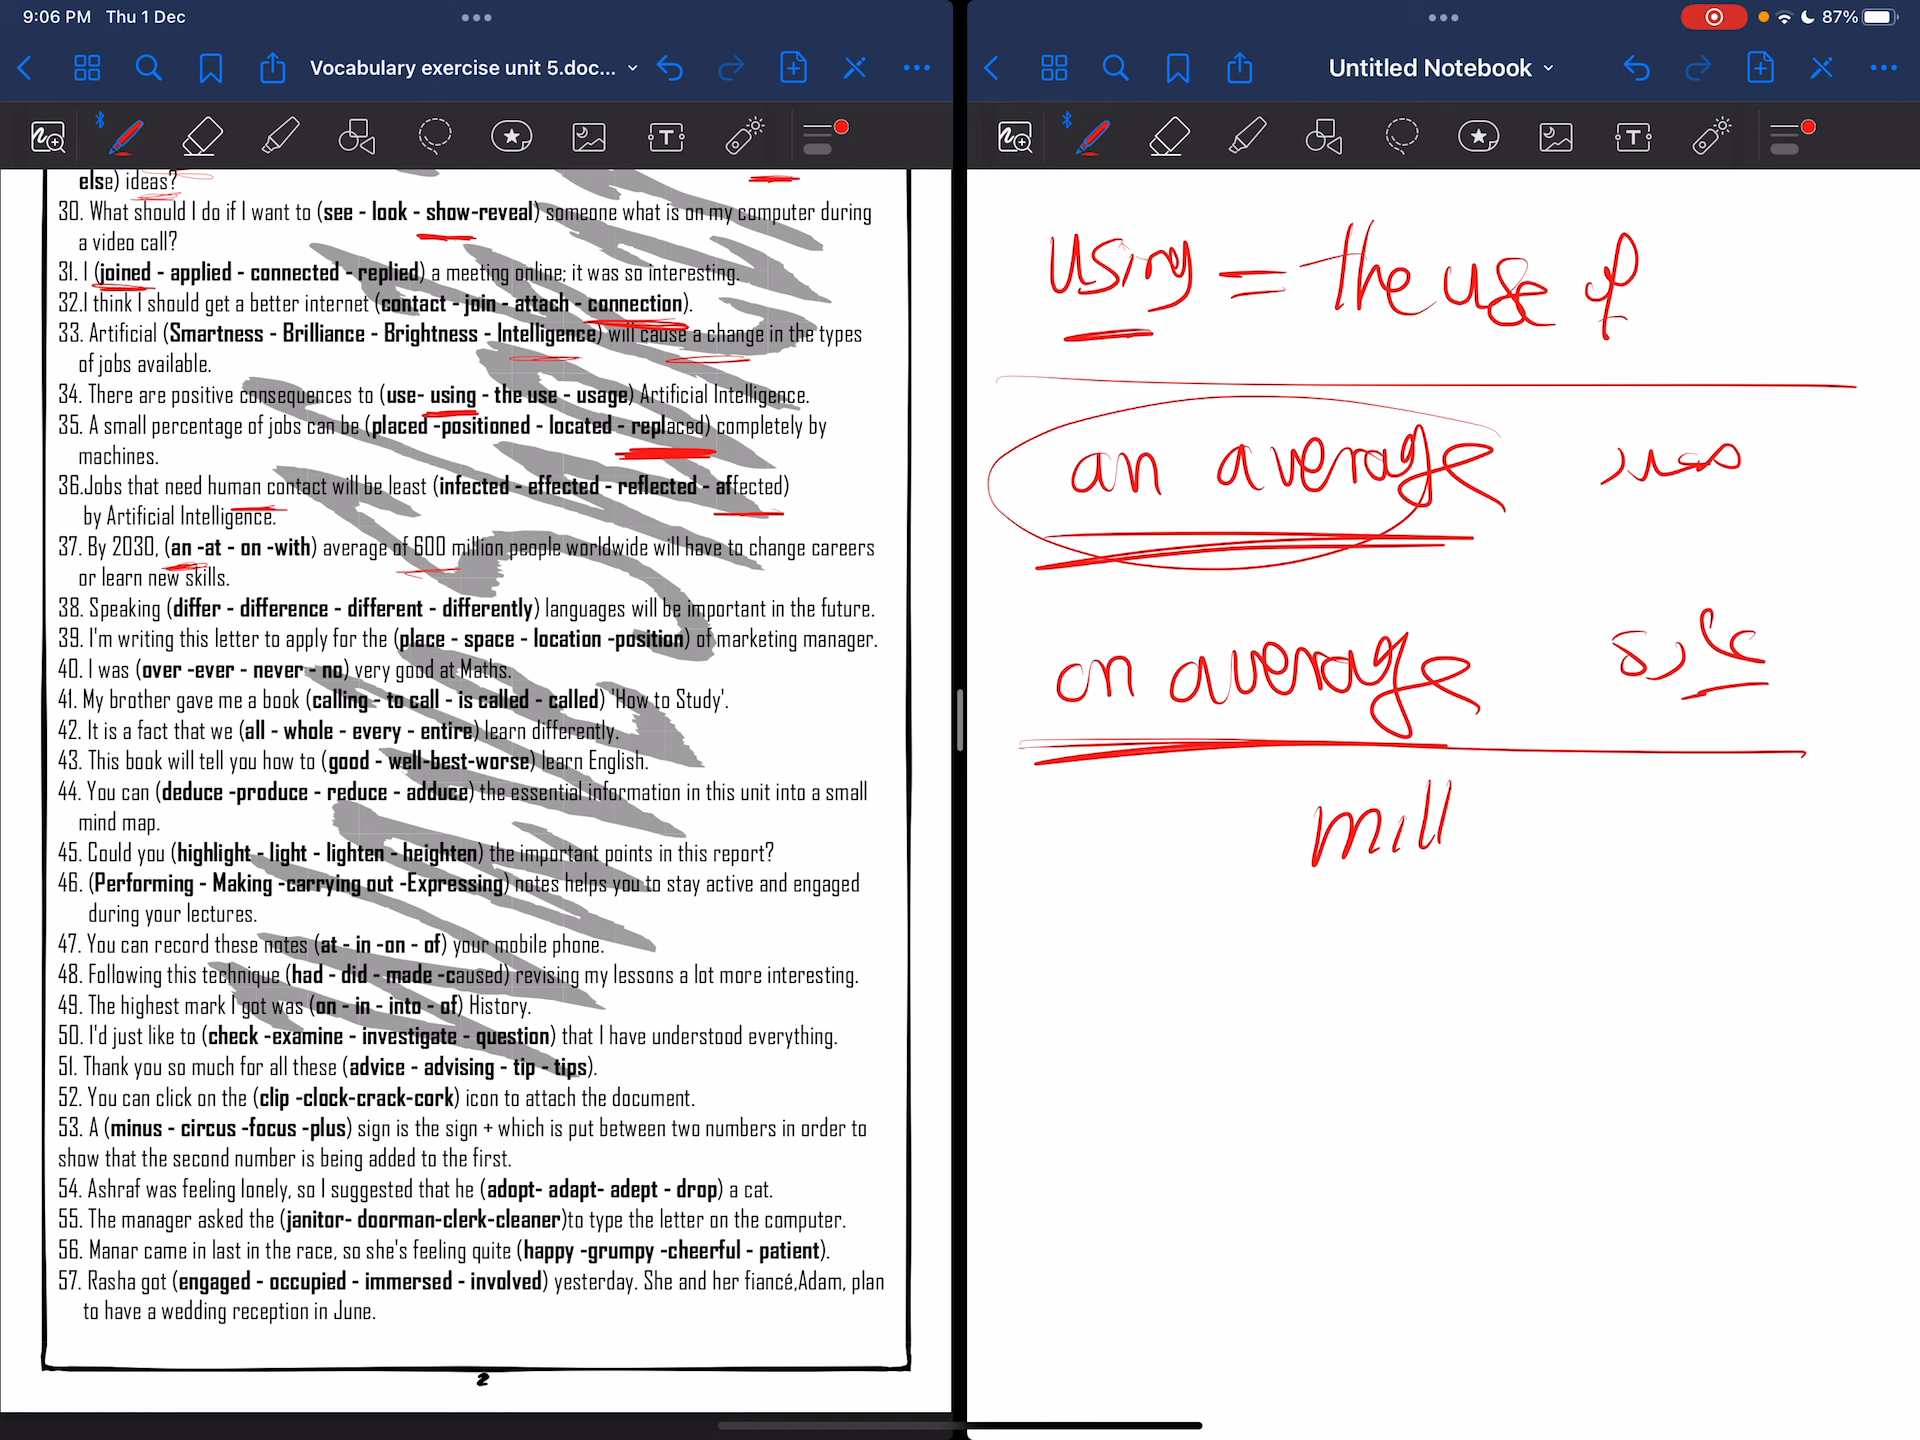 9:06 PM Thu 1 Dec
87%
Vocabulary exercise unit 5.doc...
Untitled Notebook
else) ideas?
30. What should I do if I want to (see - look - show-reveal) someone what is on my computer during
a video call?
31. I (joined - applied - connected - replied) a meeting online; it was so interesting.
32.I think I should get a better internet (contact - join - attach - connection).
33. Artificial (Smartness - Brilliance - Brightness - Intelligence) will cause a change in the types
of jobs available.
34. There are positive consequences to (use- using - the use - usage) Artificial Intelligence.
35. A small percentage of jobs can be (placed -positioned - located - replaced) completely by
machines.
36.Jobs that need human contact will be least (infected - effected - reflected - affected)
by Artificial Intelligence.
37. By 2030, (an -at - on -with) average of 600 million people worldwide will have to change careers
or learn new skills.
38. Speaking (differ - difference - different - differently) languages will be important in the future.
39. I'm writing this letter to apply for the (place - space - location -position) of marketing manager.
40. I was (over -ever - never - no) very good at Maths.
41. My brother gave me a book (calling - to call - is called - called) 'How to Study'.
42. It is a fact that we (all - whole - every - entire) learn differently.
43. This book will tell you how to (good - well-best-worse) learn English.
44. You can (deduce -produce - reduce - adduce) the essential information in this unit into a small
mind map.
45. Could you (highlight - light - lighten - heighten) the important points in this report?
46. (Performing - Making -carrying out -Expressing) notes helps you to stay active and engaged
during your lectures.
47. You can record these notes (at - in -on - of) your mobile phone.
48. Following this technique (had - did - made -caused) revising my lessons a lot more interesting.
49. The highest mark I got was (on - in - into - of) History.
50. I'd just like to (check -examine - investigate - question) that I have understood everything.
51. Thank you so much for all these (advice - advising - tip - tips).
52. You can click on the (clip -clock-crack-cork) icon to attach the document.
53. A (minus - circus -focus -plus) sign is the sign + which is put between two numbers in order to
show that the second number is being added to the first.
54. Ashraf was feeling lonely, so I suggested that he (adopt- adapt- adept - drop) a cat.
55. The manager asked the (janitor- doorman-clerk-cleaner)to type the letter on the computer.
56. Manar came in last in the race, so she's feeling quite (happy -grumpy -cheerful - patient).
57. Rasha got (engaged - occupied - immersed - involved) yesterday. She and her fiancé,Adam, plan
to have a wedding reception in June.
2
using = the use of
an average
on average
mill